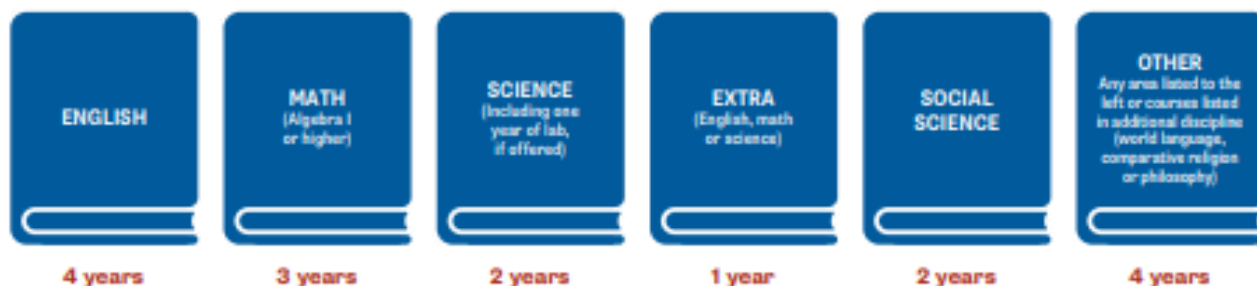 ENGLISH
4 years
MATH
(Algebra I
or higher)
3 years
SCIENCE
(Including one
year of lab,
if offered)
2 years
EXTRA
(English, math
or science)
1 year
SOCIAL
SCIENCE
2 years
OTHER
Any area listed to the
left or courses listed
in additional discipline
(world language,
comparative religion
or philosophy)
4 years